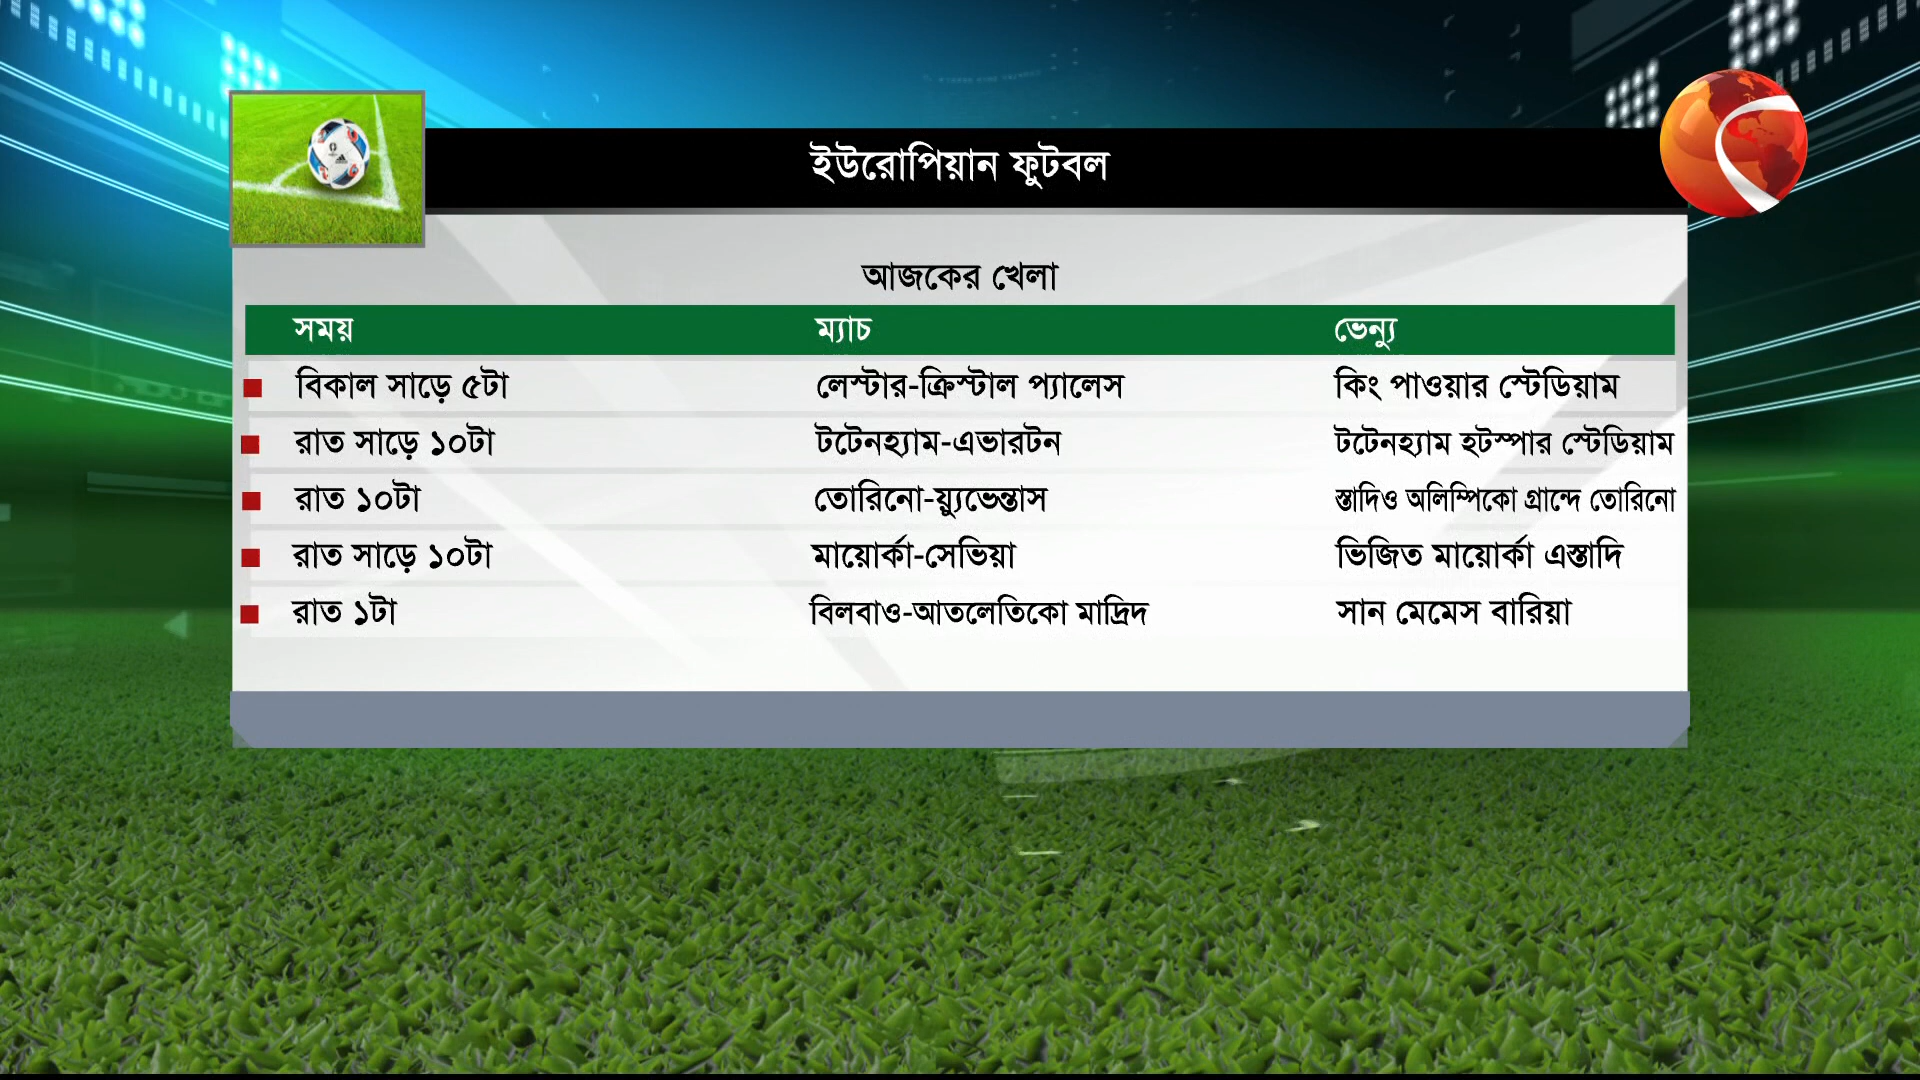 ইউরোপিয়ান ফুটবল
আজকের খেলা
সময় ম্যাচ ভেন্যু
বিকাল সাড়ে ৫টা লেস্টার-ক্রিস্টাল প্যালেস কিং পাওয়ার স্টেডিয়াম
রাত সাড়ে ১০টা টটেনহ্যাম-এভারটন টটেনহ্যাম হটস্পার স্টেডিয়াম
রাত ১০টা তোরিনো-য়্যুভেন্তাস স্তাদিও অলিম্পিকো গ্রান্দে তোরিনো
রাত সাড়ে ১০টা মায়োর্কা-সেভিয়া ভিজিত মায়োর্কা এস্তাদি
রাত ১টা বিলবাও-আতলেতিকো মাদ্রিদ সান মেমেস বারিয়া